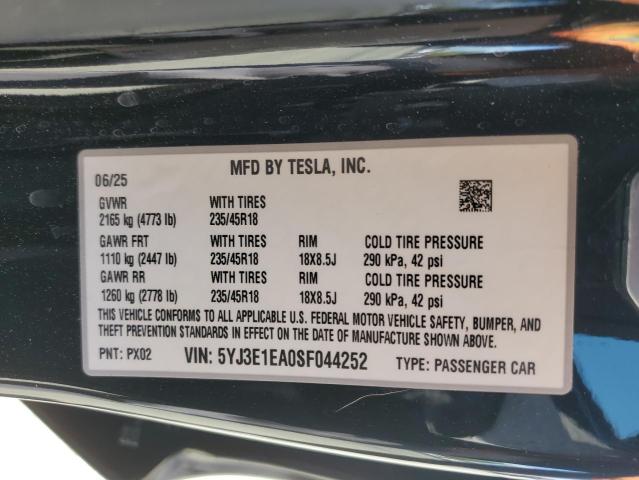 MFD BY TESLA, INC.
06/25
GVWR WITH TIRES
2165 kg (4773 lb) 235/45R18
GAWR FRT WITH TIRES RIM COLD TIRE PRESSURE
1110 kg (2447 lb) 235/45R18 18X8.5J 290 kPa, 42 psi
GAWR RR WITH TIRES RIM COLD TIRE PRESSURE
1260 kg (2778 lb) 235/45R18 18X8.5J 290 kPa, 42 psi
THIS VEHICLE CONFORMS TO ALL APPLICABLE U.S. FEDERAL MOTOR VEHICLE SAFETY, BUMPER, AND
THEFT PREVENTION STANDARDS IN EFFECT ON THE DATE OF MANUFACTURE SHOWN ABOVE.
PNT: PX02 VIN: 5YJ3E1EA0SF044252 TYPE: PASSENGER CAR